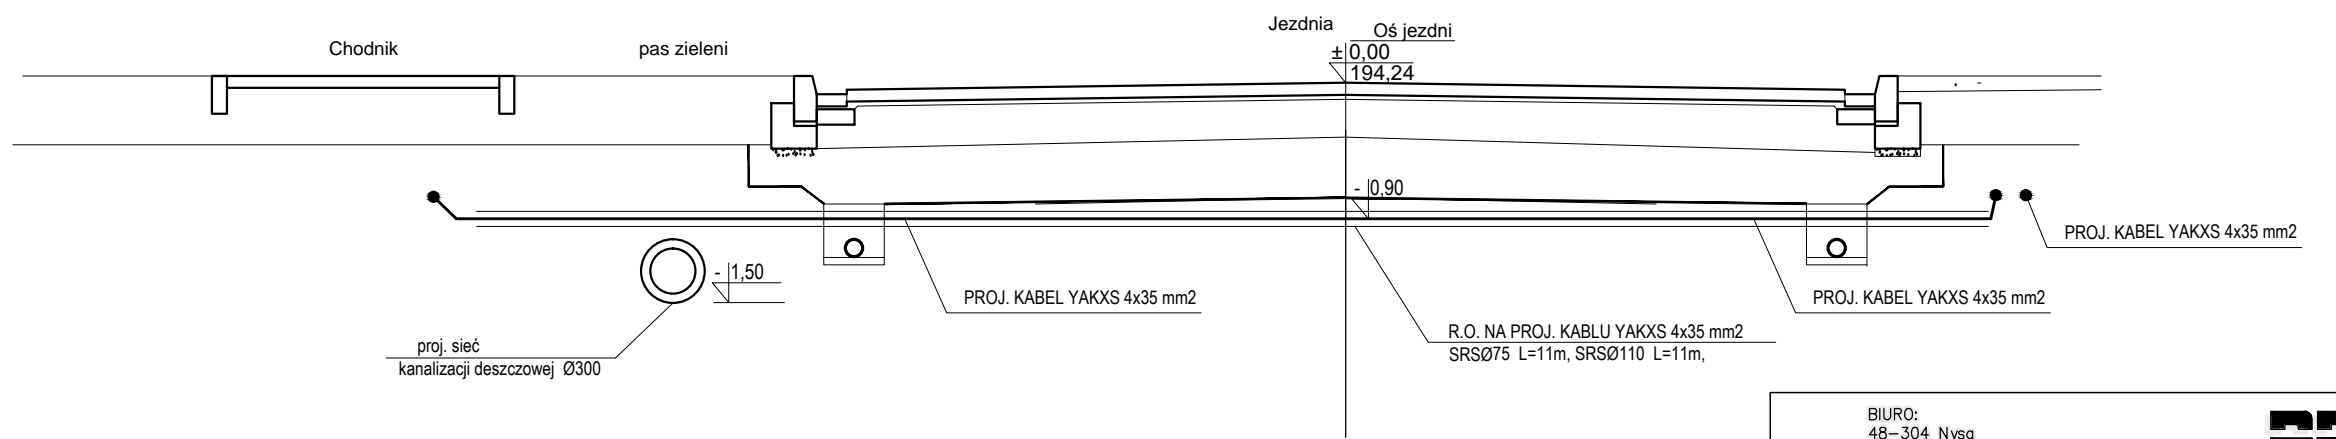 Jezdnia
Oś jezdni
Chodnik
pas zieleni
± 0,00
194,24
- 0,90
PROJ. KABEL YAKXS 4x35 mm2
- 1,50
PROJ. KABEL YAKXS 4x35 mm2
PROJ. KABEL YAKXS 4x35 mm2
R.O. NA PROJ. KABLU YAKXS 4x35 mm2
SRSØ75 L=11m, SRSØ110 L=11m,
proj. sieć
kanalizacji deszczowej Ø300
BIURO:
48-304 Nysa